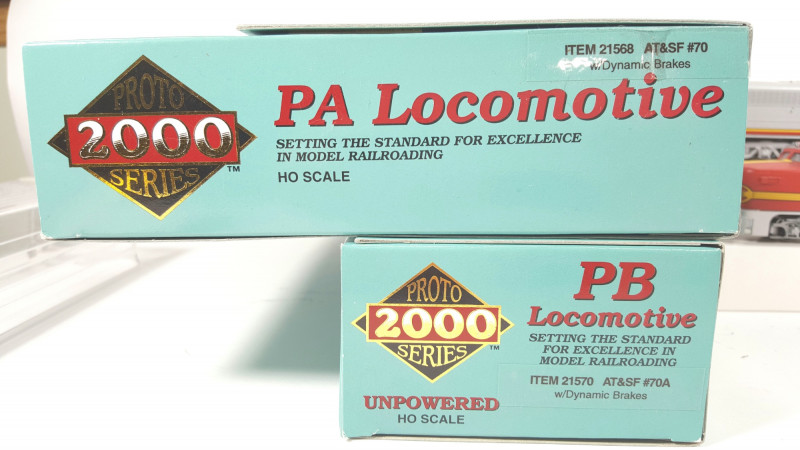 ITEM 21568 AT&SF #70
w/Dynamic Brakes
PROTO
2000
SERIES
™
PA Locomotive
SETTING THE STANDARD FOR EXCELLENCE
IN MODEL RAILROADING
HO SCALE
PROTO
2000
SERIES
™
UNPOWERED
HO SCALE
PB
Locomotive
SETTING THE STANDARD
FOR EXCELLENCE IN
MODEL RAILROADING
ITEM 21570 AT&SF #70A
w/Dynamic Brakes